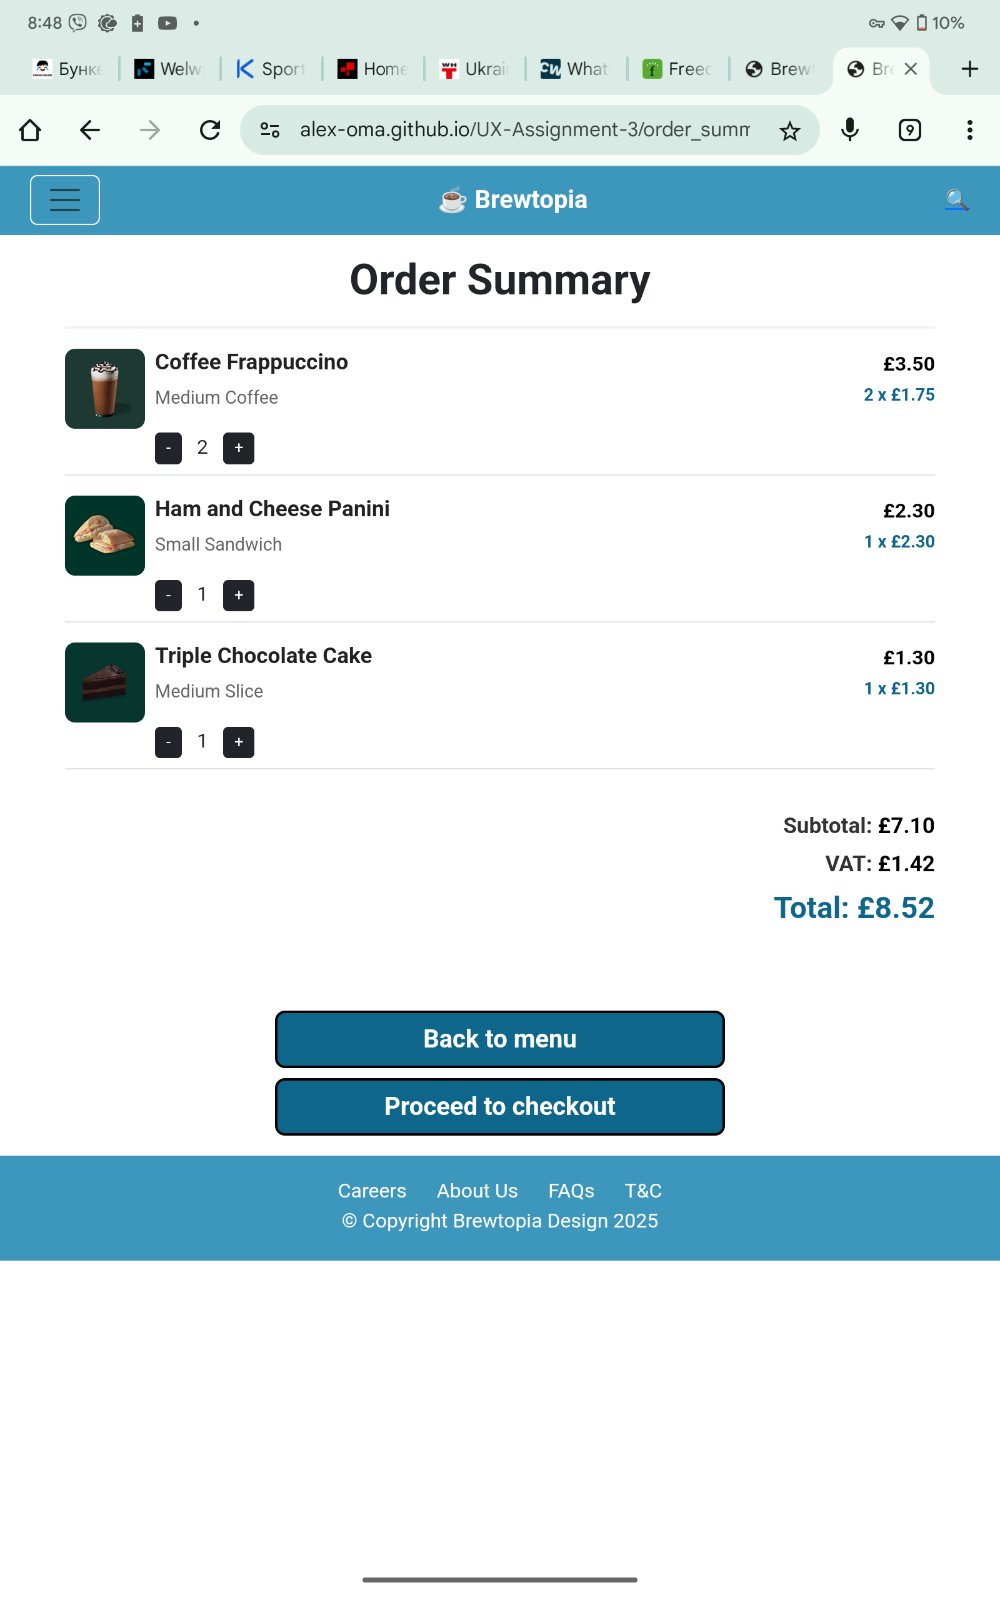 8:48
10%
Бунке
Welw
Sport
Home
Ukrai
What
Freec
Brew
Br
alex-oma.github.io/UX-Assignment-3/order_summ
9
Brewtopia
Order Summary
Coffee Frappuccino
£3.50
Medium Coffee
2 x £1.75
- 2 +
Ham and Cheese Panini
£2.30
Small Sandwich
1 x £2.30
- 1 +
Triple Chocolate Cake
£1.30
Medium Slice
1 x £1.30
- 1 +
Subtotal: £7.10
VAT: £1.42
Total: £8.52
Back to menu
Proceed to checkout
Careers About Us FAQs T&C
© Copyright Brewtopia Design 2025